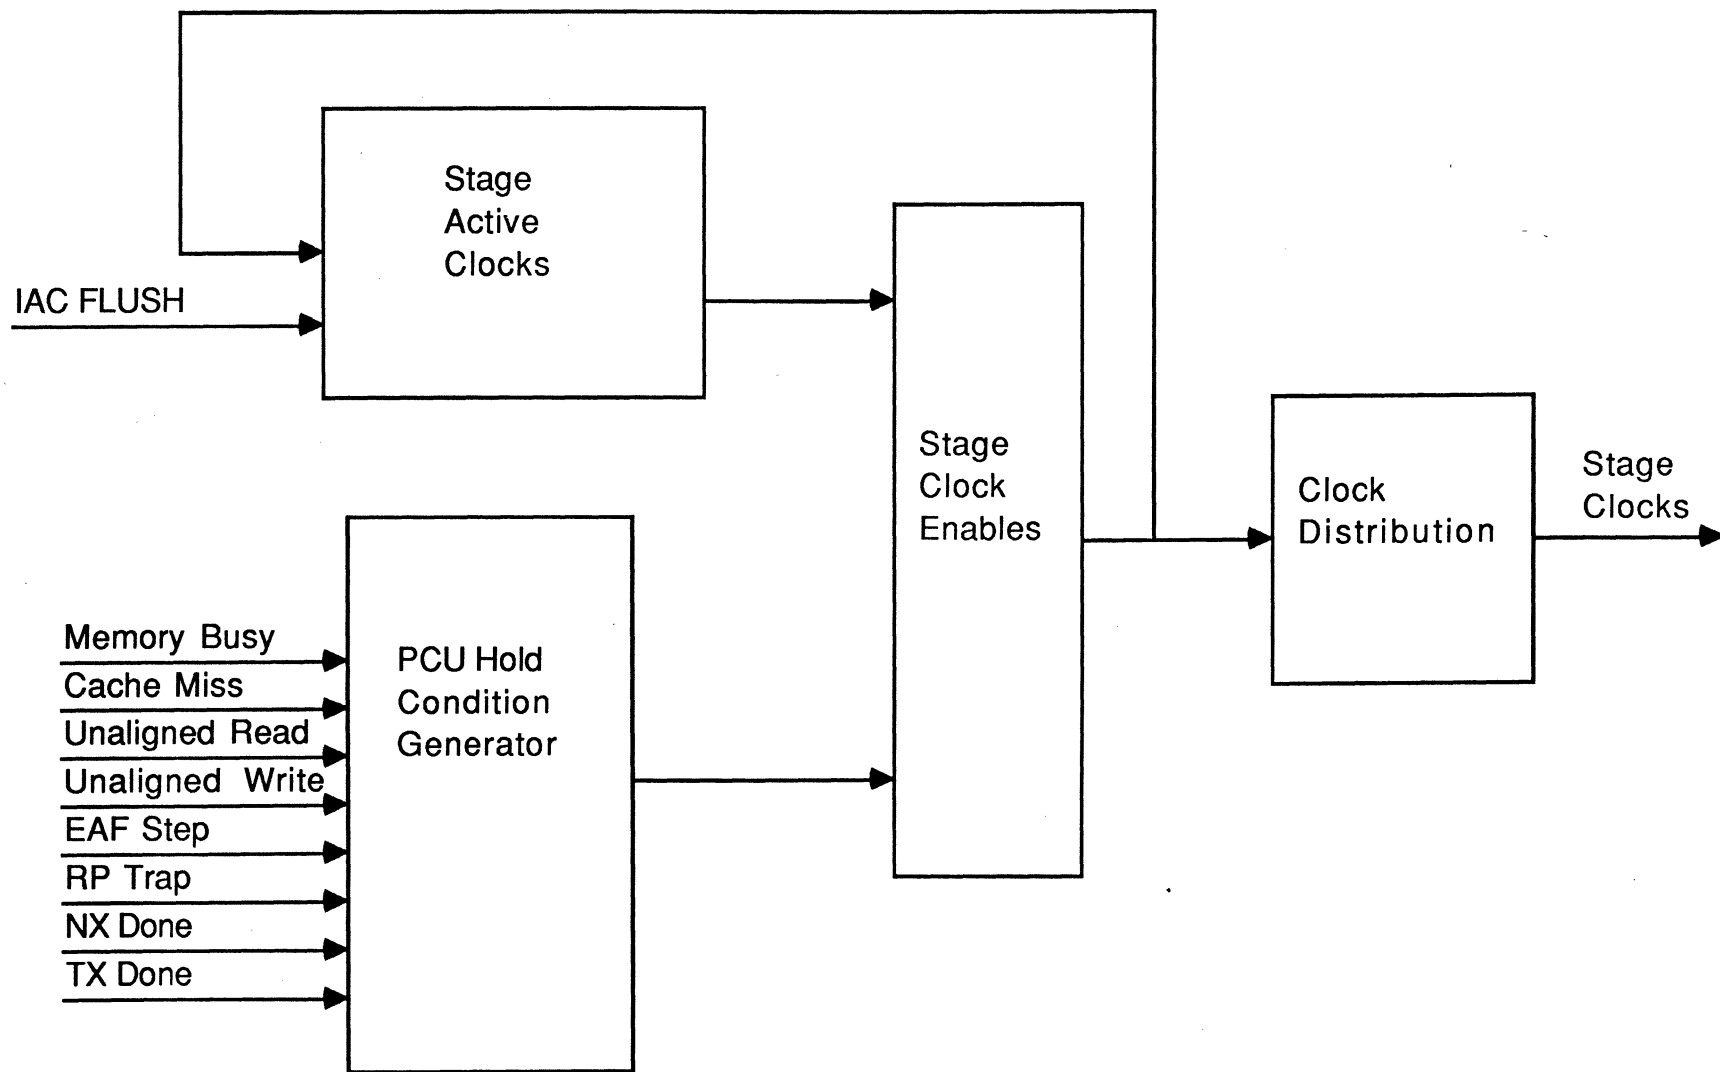 Stage
Active
Clocks
IAC FLUSH
Stage
Clock
Enables
Clock
Distribution
Stage
Clocks
Memory Busy
Cache Miss
Unaligned Read
Unaligned Write
EAF Step
RP Trap
NX Done
TX Done
PCU Hold
Condition
Generator